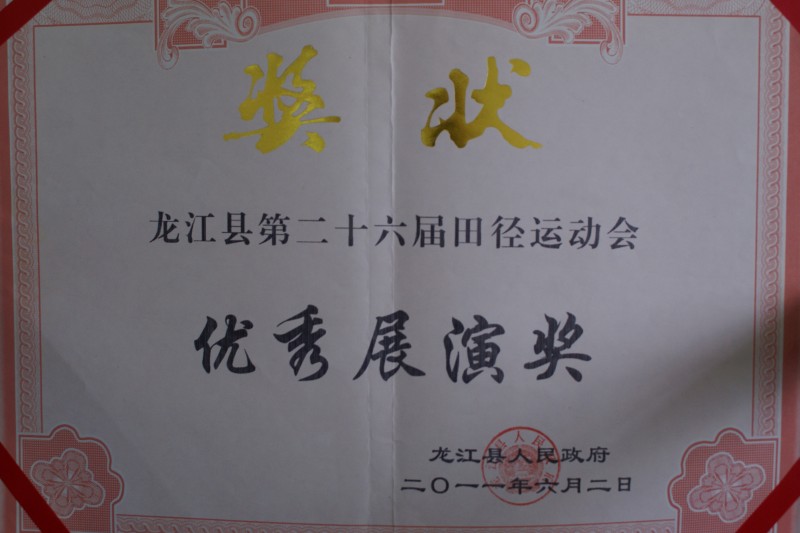 奖状
龙江县第二十六届田径运动会
优秀展演奖
龙江县人民政府
二〇一一年六月二日